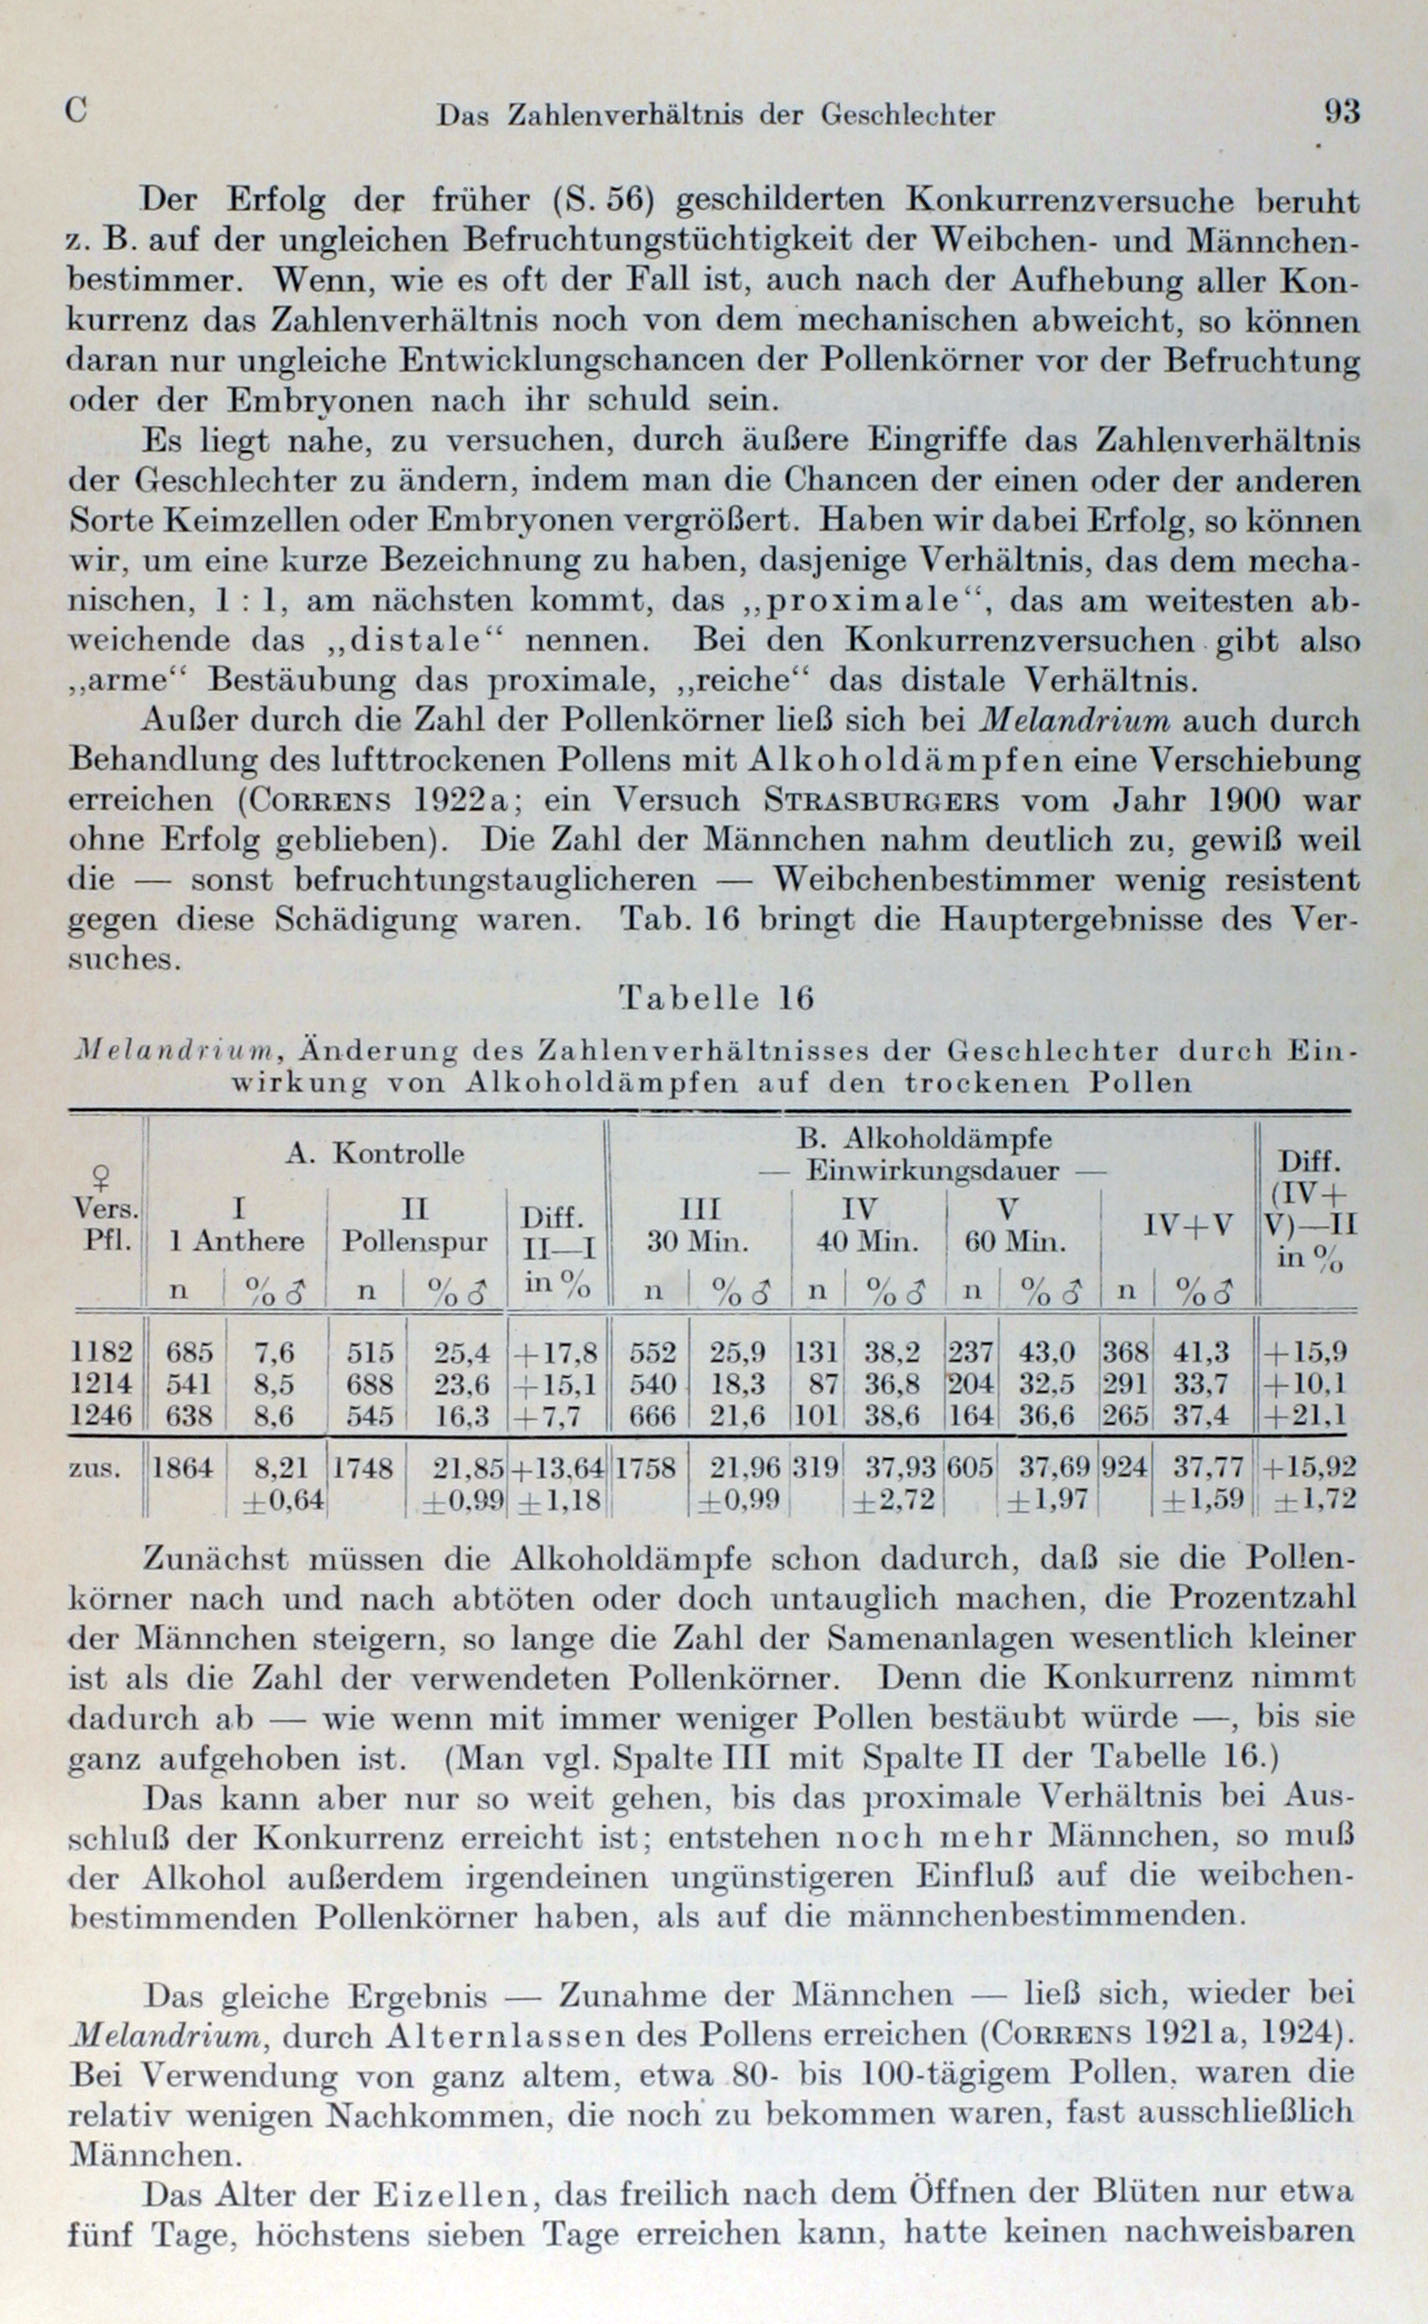 C Das Zahlenverhältnis der Geschlechter 93
Der Erfolg der früher (S. 56) geschilderten Konkurrenzversuche beruht
z. B. auf der ungleichen Befruchtungstüchtigkeit der Weibchen- und Männchen-
bestimmer. Wenn, wie es oft der Fall ist, auch nach der Aufhebung aller Kon-
kurrenz das Zahlenverhältnis noch von dem mechanischen abweicht, so können
daran nur ungleiche Entwicklungschancen der Pollenkörner vor der Befruchtung
oder der Embryonen nach ihr schuld sein.
Es liegt nahe, zu versuchen, durch äußere Eingriffe das Zahlenverhältnis
der Geschlechter zu ändern, indem man die Chancen der einen oder der anderen
Sorte Keimzellen oder Embryonen vergrößert. Haben wir dabei Erfolg, so können
wir, um eine kurze Bezeichnung zu haben, dasjenige Verhältnis, das dem mecha-
nischen, 1 : 1, am nächsten kommt, das „proximale“, das am weitesten ab-
weichende das „distale“ nennen. Bei den Konkurrenzversuchen gibt also
„arme“ Bestäubung das proximale, „reiche“ das distale Verhältnis.
Außer durch die Zahl der Pollenkörner ließ sich bei Melandrium auch durch
Behandlung des lufttrockenen Pollens mit Alkoholdämpfen eine Verschiebung
erreichen (CORRENS 1922a; ein Versuch STRASBURGERS vom Jahr 1900 war
ohne Erfolg geblieben). Die Zahl der Männchen nahm deutlich zu, gewiß weil
die — sonst befruchtungstauglicheren — Weibchenbestimmer wenig resistent
gegen diese Schädigung waren. Tab. 16 bringt die Hauptergebnisse des Ver-
suches.
Tabelle 16
Melandrium, Änderung des Zahlenverhältnisses der Geschlechter durch Ein-
wirkung von Alkoholdämpfen auf den trockenen Pollen
♀ Vers. Pfl. A. Kontrolle B. Alkoholdämpfe Diff. (IV+V)—II in %
— Einwirkungsdauer —
I II Diff. II—I in % III IV V IV+V
1 Anthere Pollenspur 30 Min. 40 Min. 60 Min.
n % ♂ n % ♂ n % ♂ n % ♂ n % ♂ n % ♂
1182 685 7,6 515 25,4 +17,8 552 25,9 131 38,2 237 43,0 368 41,3 +15,9
1214 541 8,5 688 23,6 +15,1 540 18,3 87 36,8 204 32,5 291 33,7 +10,1
1246 638 8,6 545 16,3 +7,7 666 21,6 101 38,6 164 36,6 265 37,4 +21,1
zus. 1864 8,21 1748 21,85 +13,64 1758 21,96 319 37,93 605 37,69 924 37,77 +15,92
±0,64 ±0,99 ±1,18 ±0,99 ±2,72 ±1,97 ±1,59 ±1,72
Zunächst müssen die Alkoholdämpfe schon dadurch, daß sie die Pollen-
körner nach und nach abtöten oder doch untauglich machen, die Prozentzahl
der Männchen steigern, so lange die Zahl der Samenanlagen wesentlich kleiner
ist als die Zahl der verwendeten Pollenkörner. Denn die Konkurrenz nimmt
dadurch ab — wie wenn mit immer weniger Pollen bestäubt würde —, bis sie
ganz aufgehoben ist. (Man vgl. Spalte III mit Spalte II der Tabelle 16.)
Das kann aber nur so weit gehen, bis das proximale Verhältnis bei Aus-
schluß der Konkurrenz erreicht ist; entstehen noch mehr Männchen, so muß
der Alkohol außerdem irgendeinen ungünstigeren Einfluß auf die weibchen-
bestimmenden Pollenkörner haben, als auf die männchenbestimmenden.
Das gleiche Ergebnis — Zunahme der Männchen — ließ sich, wieder bei
Melandrium, durch Alternlassen des Pollens erreichen (CORRENS 1921a, 1924).
Bei Verwendung von ganz altem, etwa 80- bis 100-tägigem Pollen, waren die
relativ wenigen Nachkommen, die noch zu bekommen waren, fast ausschließlich
Männchen.
Das Alter der Eizellen, das freilich nach dem Öffnen der Blüten nur etwa
fünf Tage, höchstens sieben Tage erreichen kann, hatte keinen nachweisbaren